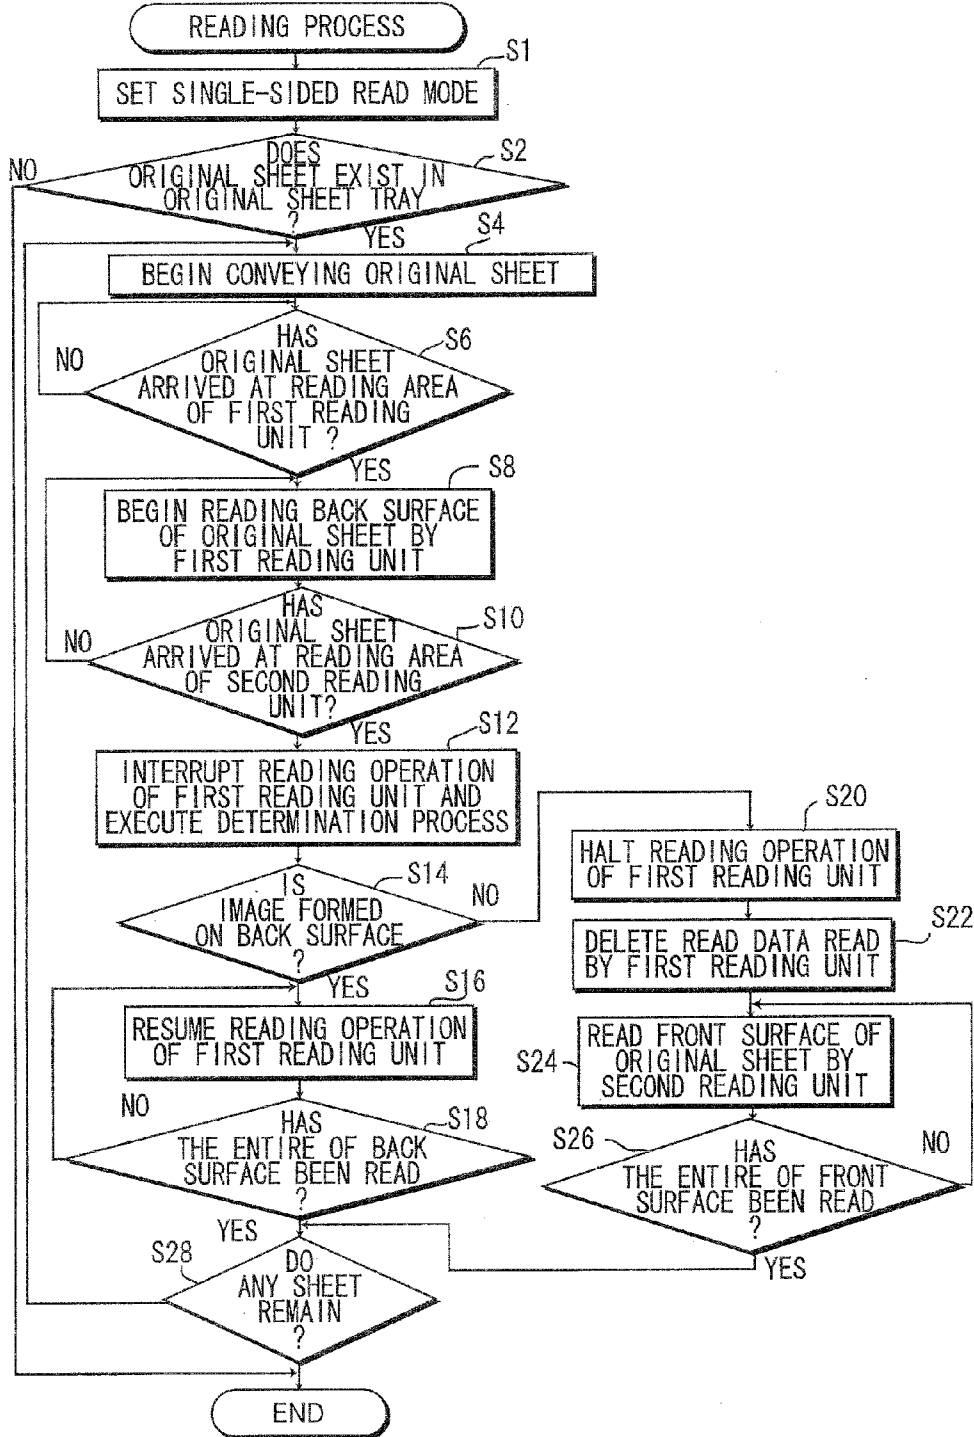 READING PROCESS
S1
SET SINGLE-SIDED READ MODE
S2
DOES
ORIGINAL SHEET EXIST IN
ORIGINAL SHEET TRAY
?
NO
YES
S4
BEGIN CONVEYING ORIGINAL SHEET
S6
HAS
ORIGINAL SHEET
ARRIVED AT READING AREA
OF FIRST READING
UNIT ?
NO
YES
S8
BEGIN READING BACK SURFACE
OF ORIGINAL SHEET BY
FIRST READING UNIT
S10
HAS
ORIGINAL SHEET
ARRIVED AT READING AREA
OF SECOND READING
UNIT?
NO
YES
S12
INTERRUPT READING OPERATION
OF FIRST READING UNIT AND
EXECUTE DETERMINATION PROCESS
S14
IS
IMAGE FORMED
ON BACK SURFACE
?
NO
YES
S16
RESUME READING OPERATION
OF FIRST READING UNIT
S18
HAS
THE ENTIRE OF BACK
SURFACE BEEN READ
?
NO
YES
S20
HALT READING OPERATION
OF FIRST READING UNIT
S22
DELETE READ DATA READ
BY FIRST READING UNIT
S24
READ FRONT SURFACE OF
ORIGINAL SHEET BY
SECOND READING UNIT
S26
HAS
THE ENTIRE OF FRONT
SURFACE BEEN READ
?
NO
YES
S28
DO
ANY SHEET
REMAIN
?
END